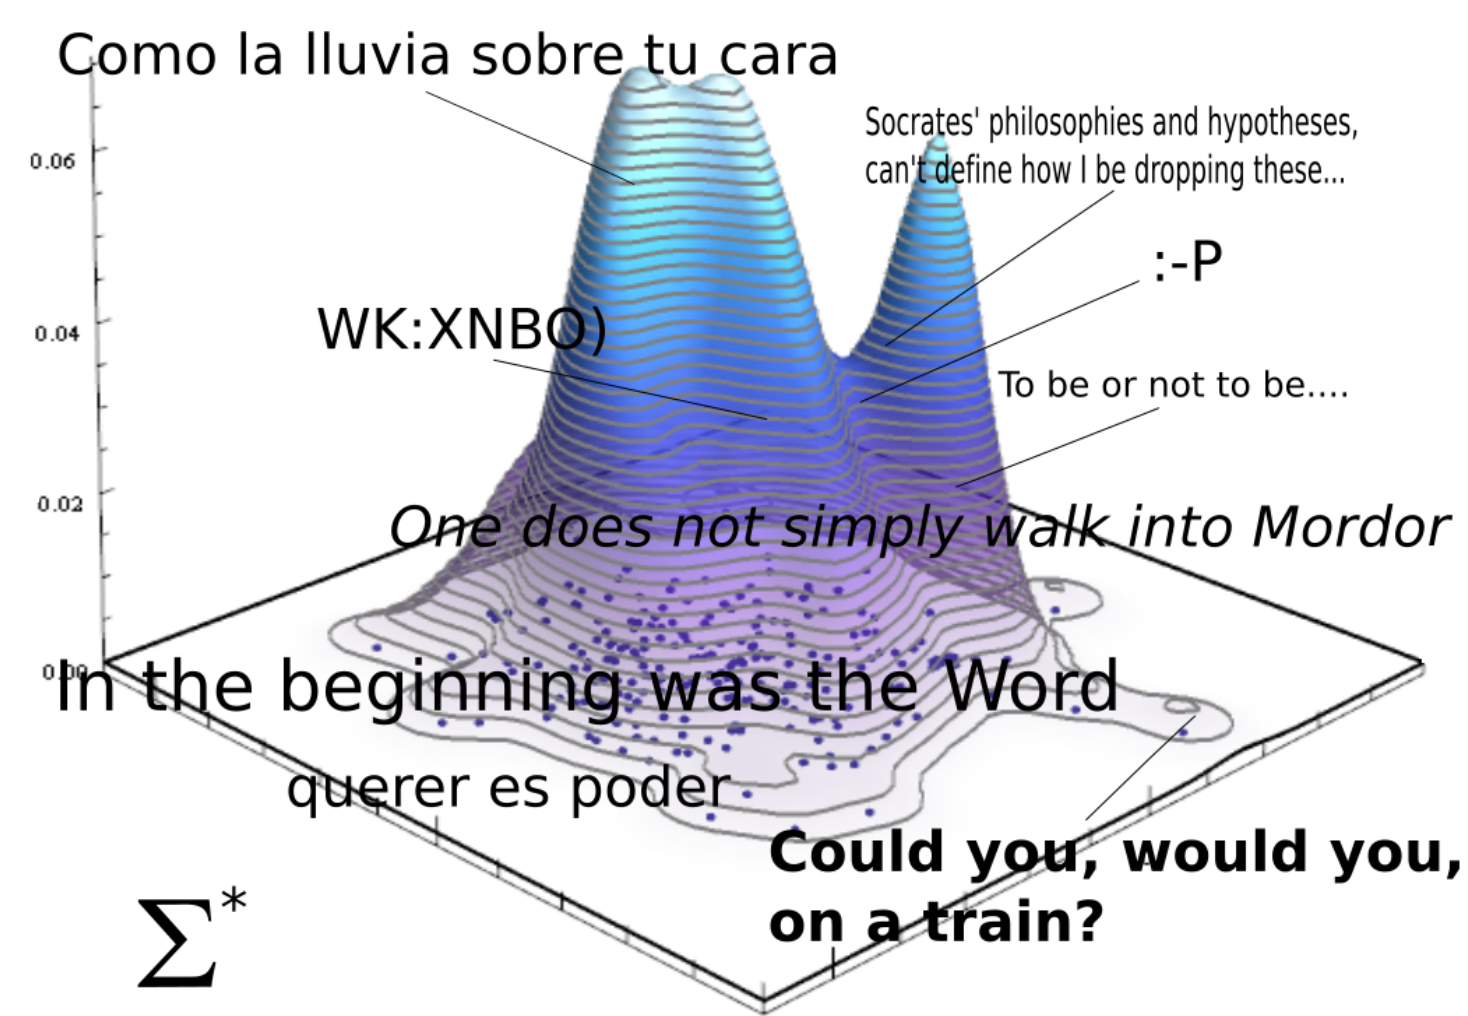 Como la lluvia sobre tu cara
Socrates' philosophies and hypotheses,
can't define how I be dropping these...
0.06
:-P
WK:XNBO)
0.04
To be or not to be....
0.02
One does not simply walk into Mordor
0.00
In the beginning was the Word
querer es poder
Could you, would you,
on a train?
Σ*